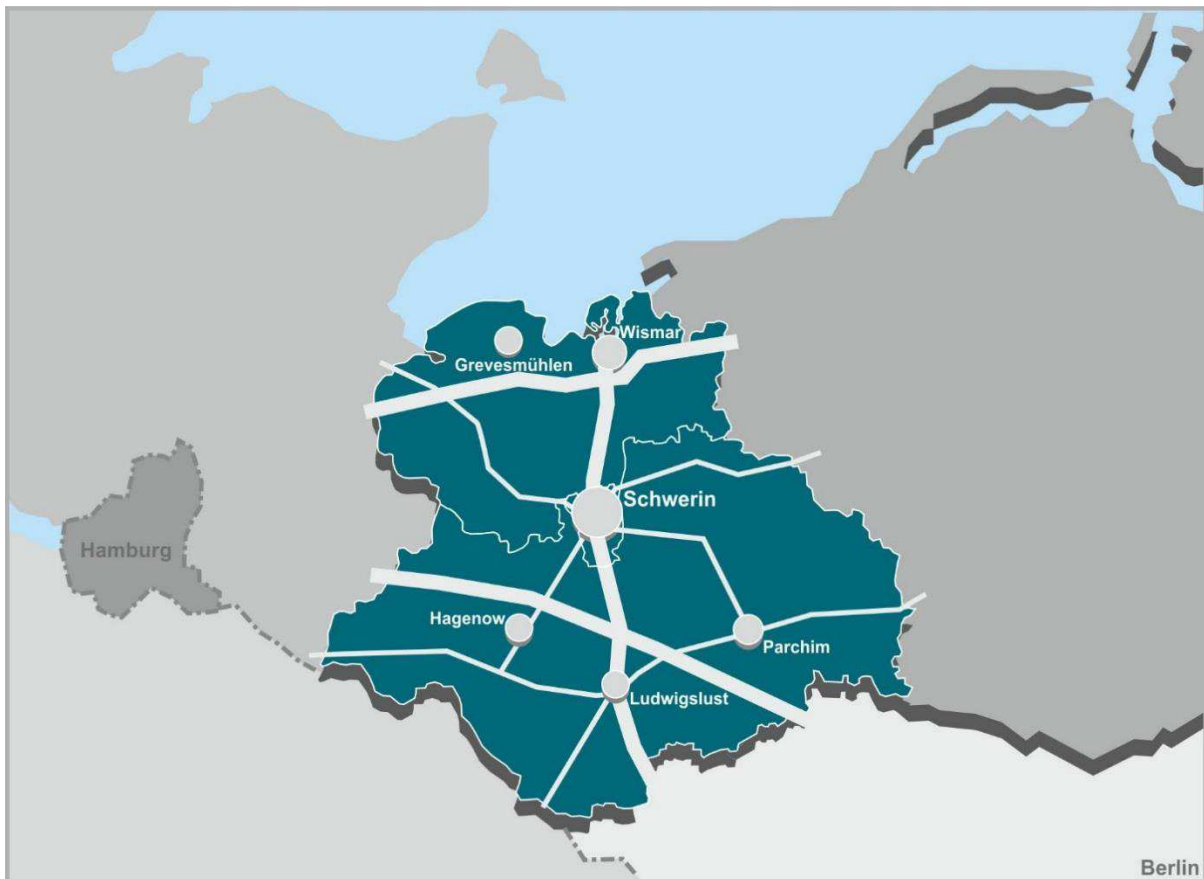 Wismar
Grevesmühlen
Schwerin
Hamburg
Hagenow
Parchim
Ludwigslust
Berlin